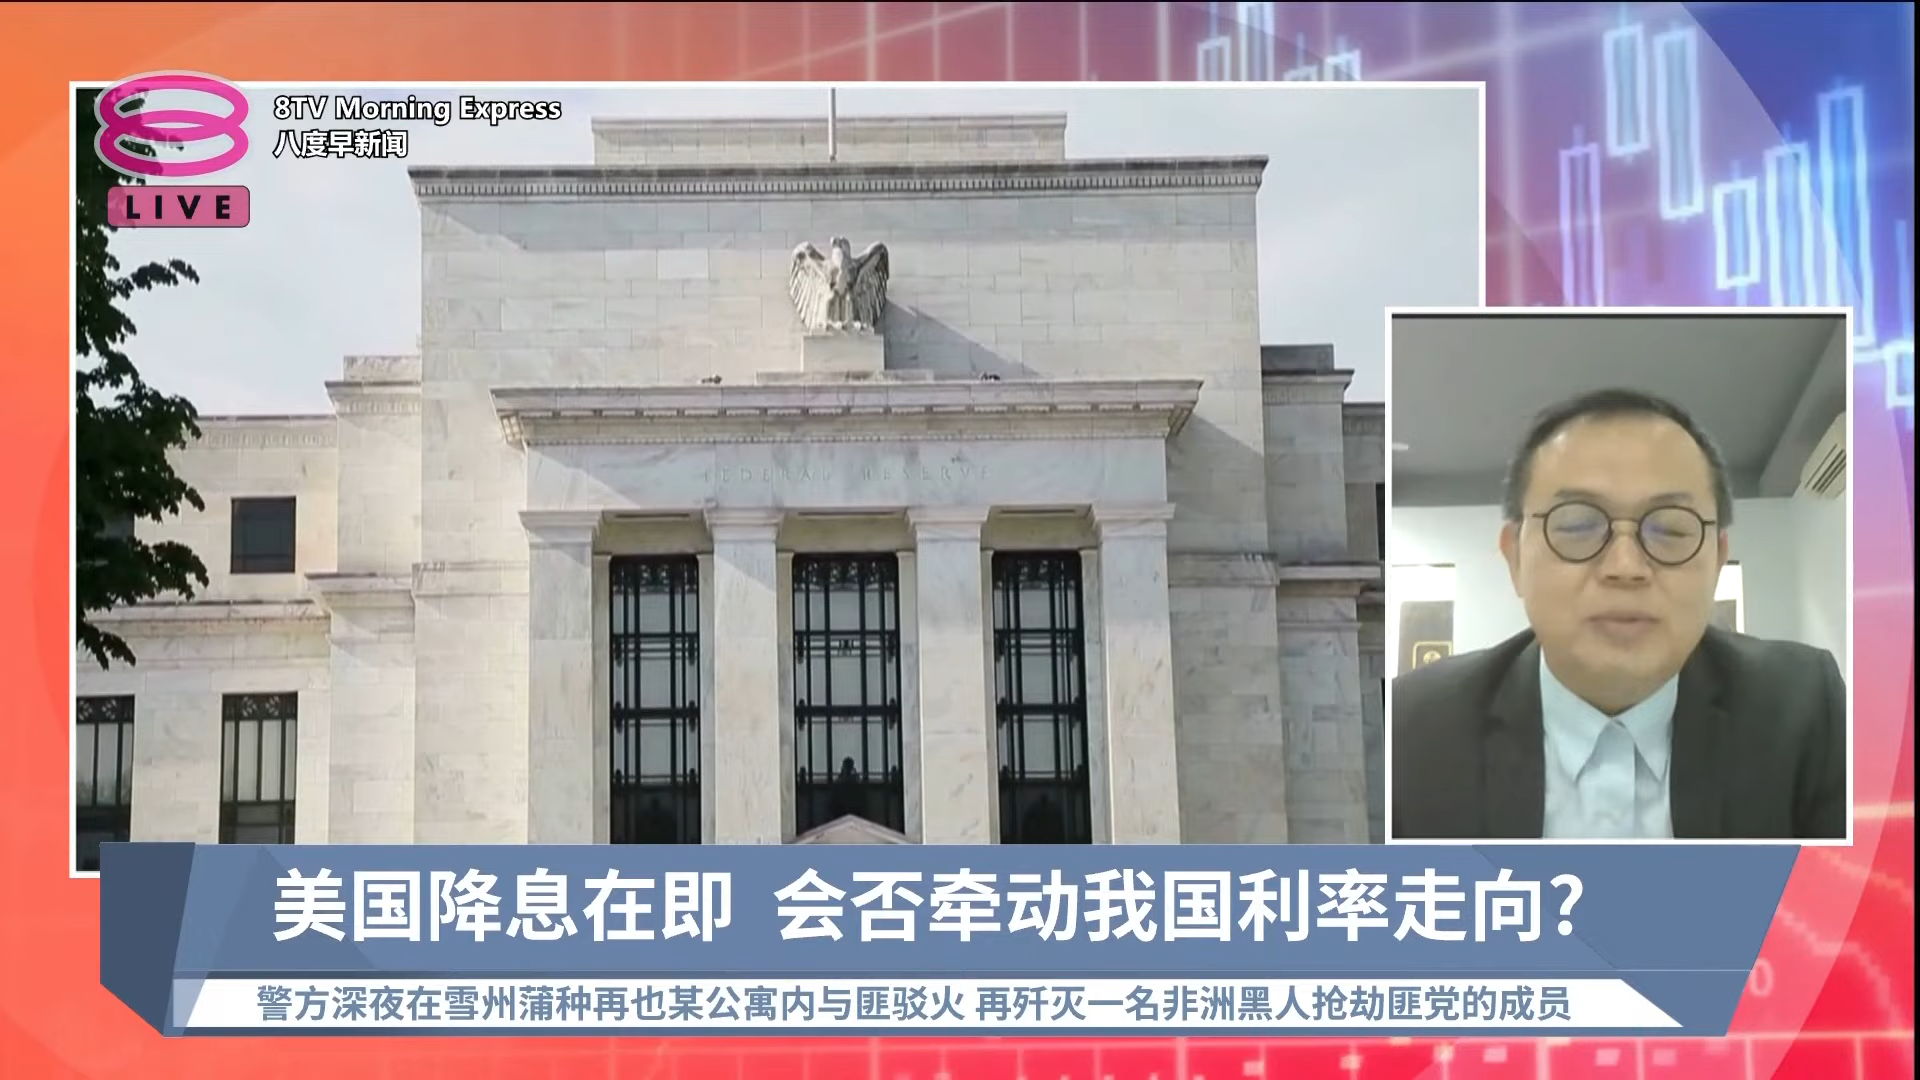 8TV Morning Express
八度早新闻
LIVE
FEDERAL RESERVE
美国降息在即 会否牵动我国利率走向?
警方深夜在雪州蒲种再也某公寓内与匪驳火 再歼灭一名非洲黑人抢劫匪党的成员